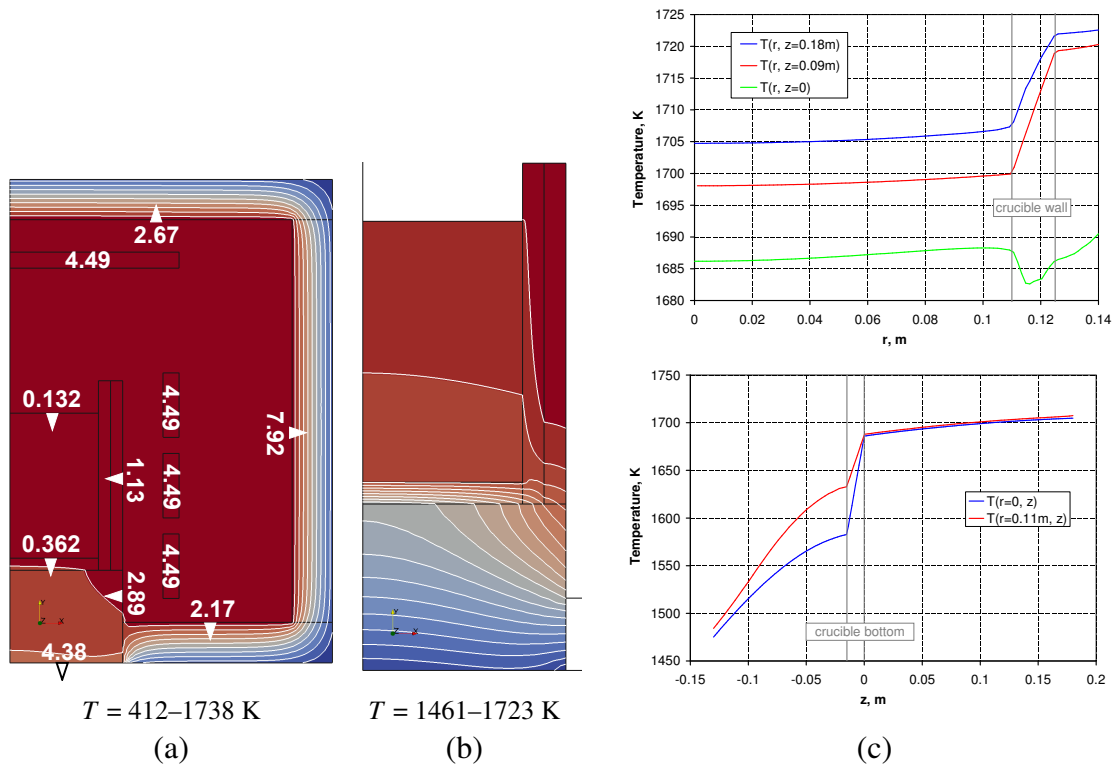 2.67
4.49
0.132
4.49
7.92
1.13
4.49
0.362
2.89
4.49
2.17
4.38
Y
Z
X
T = 412–1738 K
(a)
Y
Z
X
T = 1461–1723 K
(b)
Temperature, K
1725
1720
1715
1710
1705
1700
1695
1690
1685
1680
T(r, z=0.18m)
T(r, z=0.09m)
T(r, z=0)
crucible wall
0 0.02 0.04 0.06 0.08 0.1 0.12 0.14
r, m
Temperature, K
1750
1700
1650
1600
1550
1500
1450
T(r=0, z)
T(r=0.11m, z)
crucible bottom
-0.15 -0.1 -0.05 0 0.05 0.1 0.15 0.2
z, m
(c)